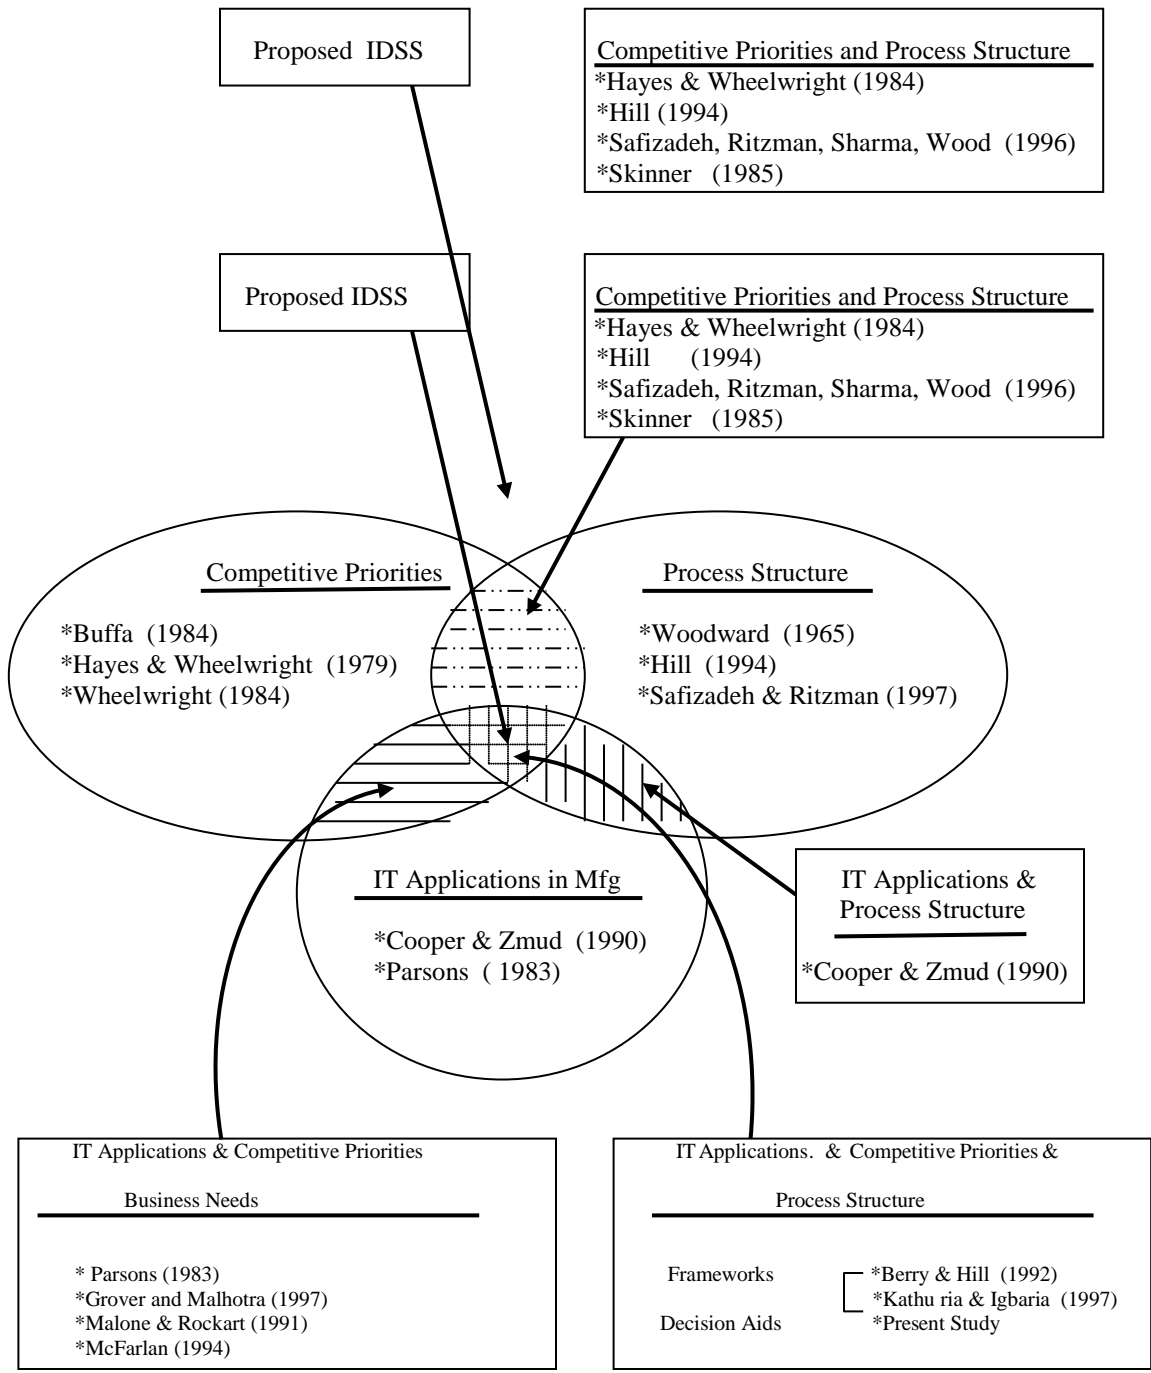 Proposed IDSS
Competitive Priorities and Process Structure
*Hayes & Wheelwright (1984)
*Hill (1994)
*Safizadeh, Ritzman, Sharma, Wood (1996)
*Skinner (1985)
Proposed IDSS
Competitive Priorities and Process Structure
*Hayes & Wheelwright (1984)
*Hill (1994)
*Safizadeh, Ritzman, Sharma, Wood (1996)
*Skinner (1985)
Competitive Priorities
*Buffa (1984)
*Hayes & Wheelwright (1979)
*Wheelwright (1984)
Process Structure
*Woodward (1965)
*Hill (1994)
*Safizadeh & Ritzman (1997)
IT Applications in Mfg
*Cooper & Zmud (1990)
*Parsons ( 1983)
IT Applications &
Process Structure
*Cooper & Zmud (1990)
IT Applications & Competitive Priorities
Business Needs
* Parsons (1983)
*Grover and Malhotra (1997)
*Malone & Rockart (1991)
*McFarlan (1994)
IT Applications. & Competitive Priorities &
Process Structure
Frameworks *Berry & Hill (1992)
*Kathu ria & Igbaria (1997)
Decision Aids *Present Study